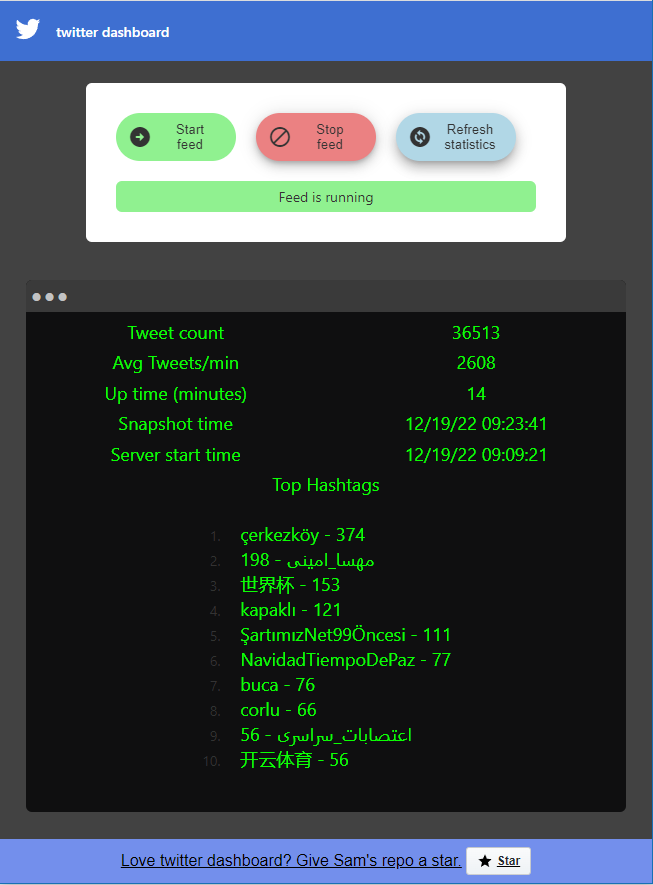 twitter dashboard
Start
feed
Stop
feed
Refresh
statistics
Feed is running
Tweet count 36513
Avg Tweets/min 2608
Up time (minutes) 14
Snapshot time 12/19/22 09:23:41
Server start time 12/19/22 09:09:21
Top Hashtags
1. çerkezköy - 374
2. مهسا_امینی - 198
3. 世界杯 - 153
4. kapaklı - 121
5. ŞartımızNet99Öncesi - 111
6. NavidadTiempoDePaz - 77
7. buca - 76
8. corlu - 66
9. اعتصابات_سراسری - 56
10. 开云体育 - 56
Love twitter dashboard? Give Sam's repo a star. Star